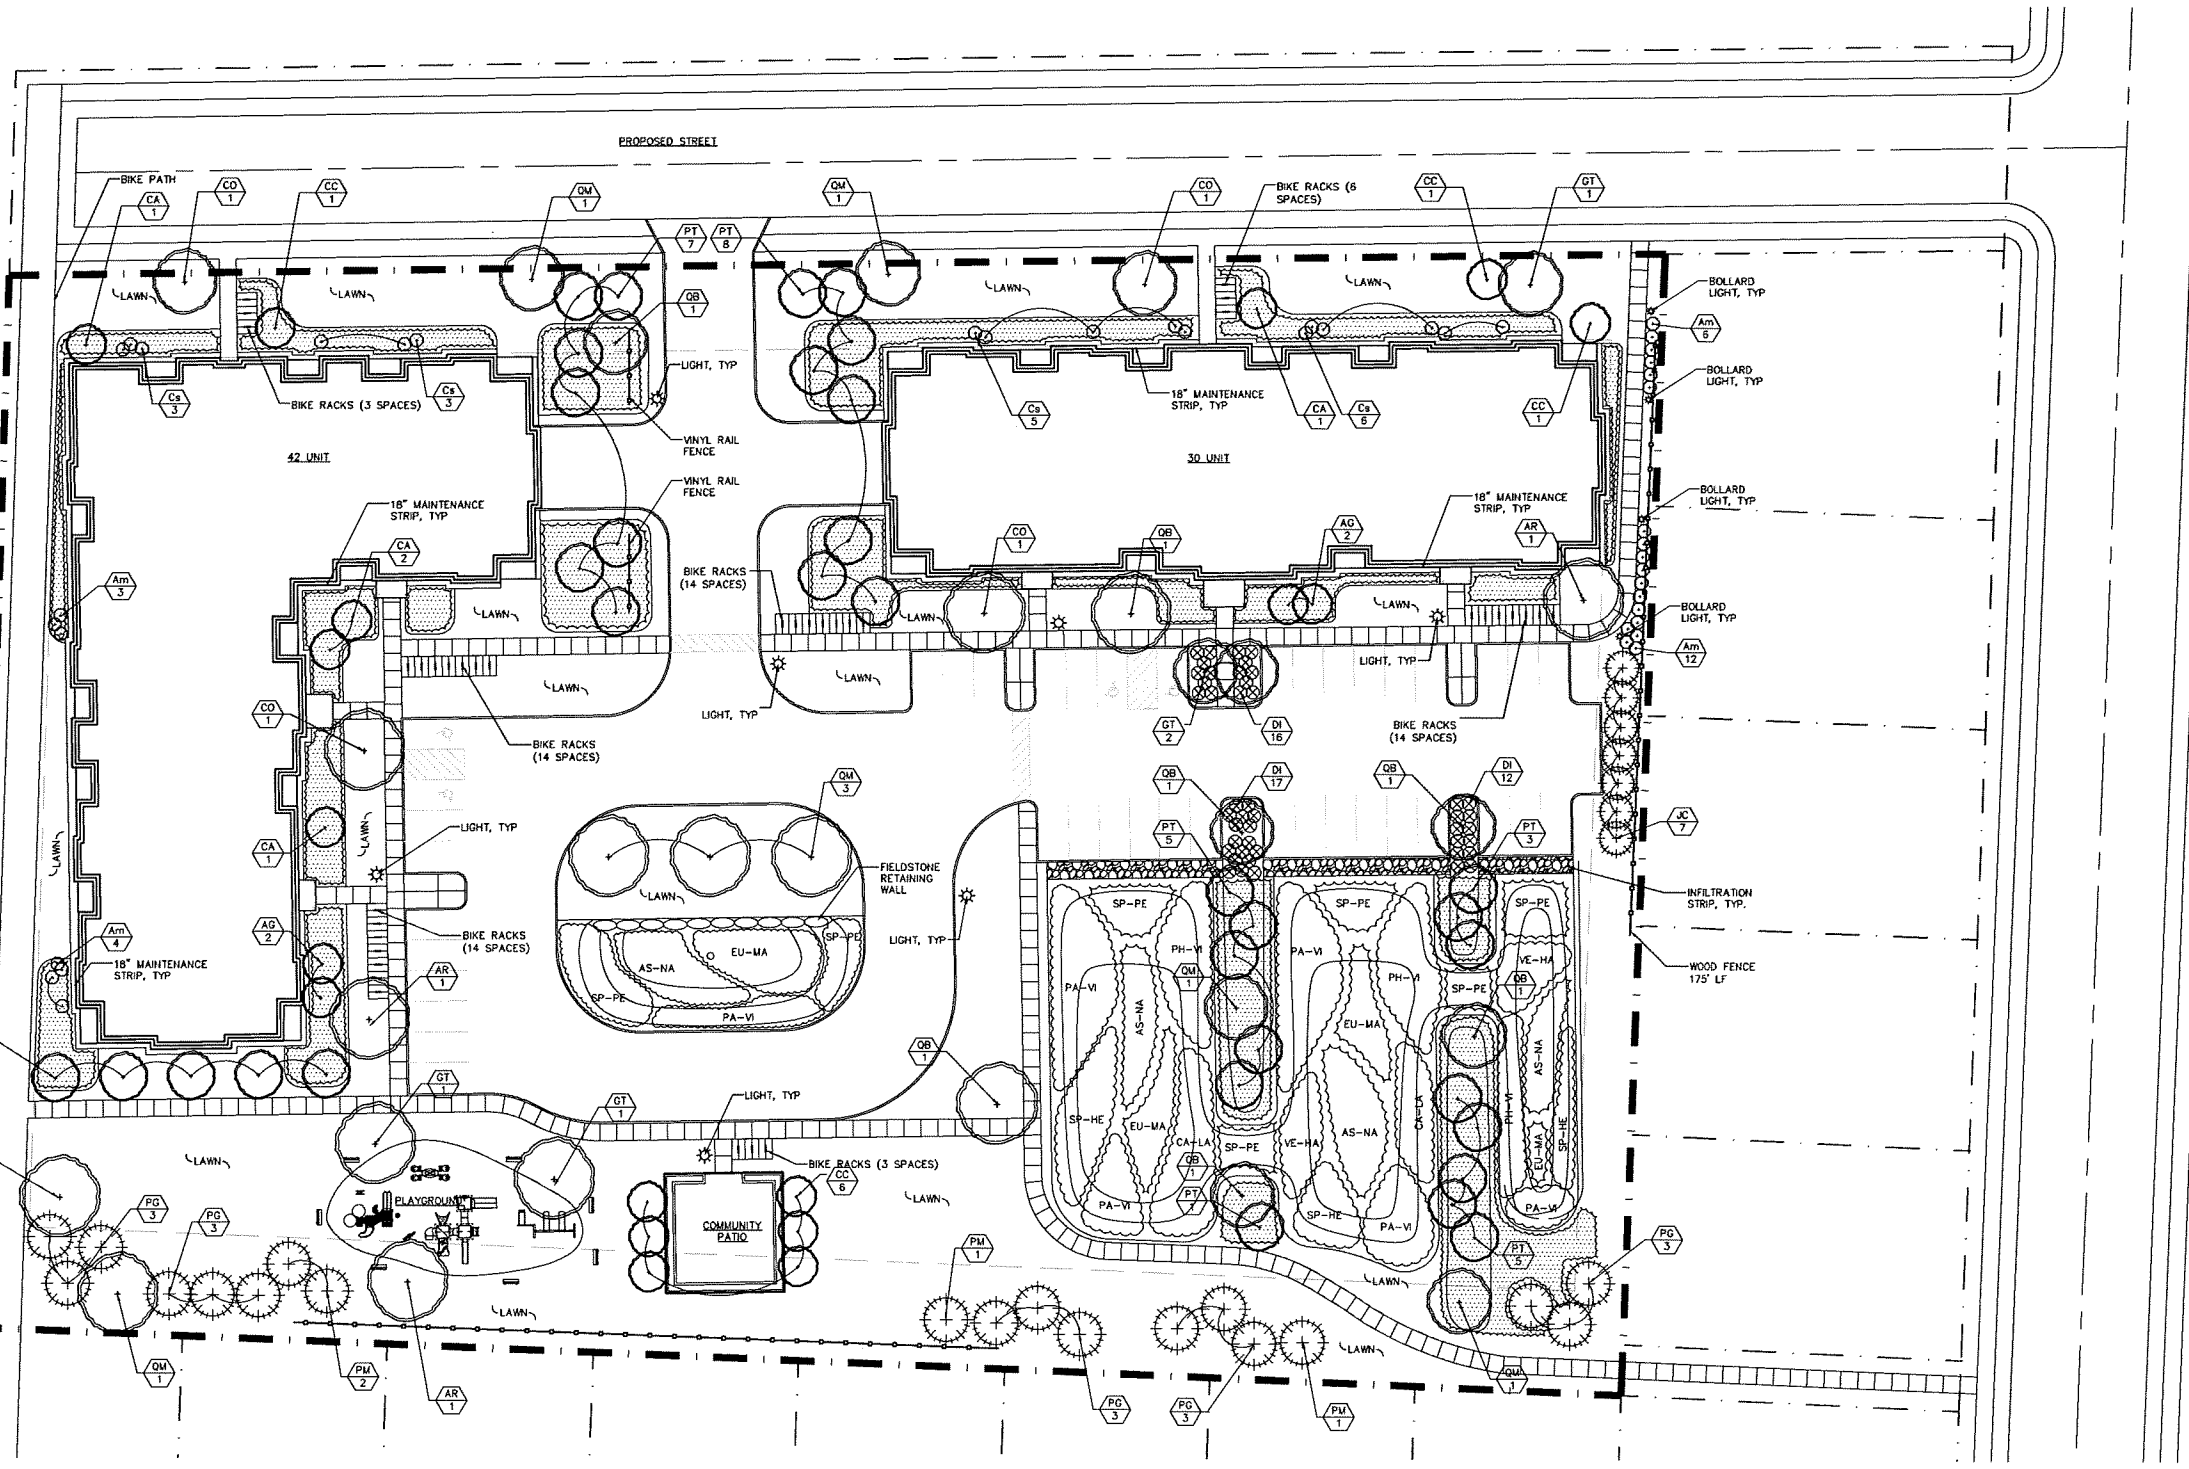 PROPOSED STREET
BIKE PATH
CA
1
CO
1
CC
1
QM
1
PT
7
PT
8
QM
1
CO
1
BIKE RACKS (6
SPACES)
CC
1
GT
1
LAWN
LAWN
QB
1
LAWN
LAWN
BOLLARD
LIGHT, TYP
Am
6
LIGHT, TYP
BOLLARD
LIGHT, TYP
Cs
3
BIKE RACKS (3 SPACES)
Cs
3
18" MAINTENANCE
STRIP, TYP
Cs
5
CA
1
Cs
6
CC
1
VINYL RAIL
FENCE
42 UNIT
30 UNIT
VINYL RAIL
FENCE
BOLLARD
LIGHT, TYP
18" MAINTENANCE
STRIP, TYP
18" MAINTENANCE
STRIP, TYP
CA
2
CO
1
QB
1
AG
2
AR
1
BIKE RACKS
(14 SPACES)
Am
3
LAWN
LAWN
LAWN
BOLLARD
LIGHT, TYP
Am
12
LIGHT, TYP
LAWN
LAWN
CO
1
LIGHT, TYP
GT
2
DI
16
BIKE RACKS
(14 SPACES)
BIKE RACKS
(14 SPACES)
QM
3
QB
1
DI
17
QB
1
DI
12
LAWN
LAWN
CA
1
LIGHT, TYP
PT
5
PT
3
JC
7
FIELDSTONE
RETAINING
WALL
LAWN
INFILTRATION
STRIP, TYP.
SP-PE
SP-PE
SP-PE
AG
2
Am
4
BIKE RACKS
(14 SPACES)
LIGHT, TYP
SP-PE
EU-MA
AS-NA
PH-VI
PA-VI
VE-HA
18" MAINTENANCE
STRIP, TYP
AR
1
WOOD FENCE
175' LF
QM
1
PH-VI
SP-PE
QB
1
PA-VI
SP-PE
PA-VI
AS-NA
EU-MA
QB
1
AS-NA
GT
1
GT
1
LIGHT, TYP
SP-HE
EU-MA
CA-LA
SP-PE
VE-HA
AS-NA
CA-LA
PH-VI
EU-MA
SP-HE
LAWN
BIKE RACKS (3 SPACES)
CC
6
LAWN
QB
1
PT
1
PLAYGROUND
COMMUNITY
PATIO
PA-VI
SP-HE
PA-VI
PA-VI
PG
3
PG
3
PM
1
PT
5
PG
3
LAWN
LAWN
LAWN
QM
1
PM
2
AR
1
PG
3
PG
3
PM
1
QM
1